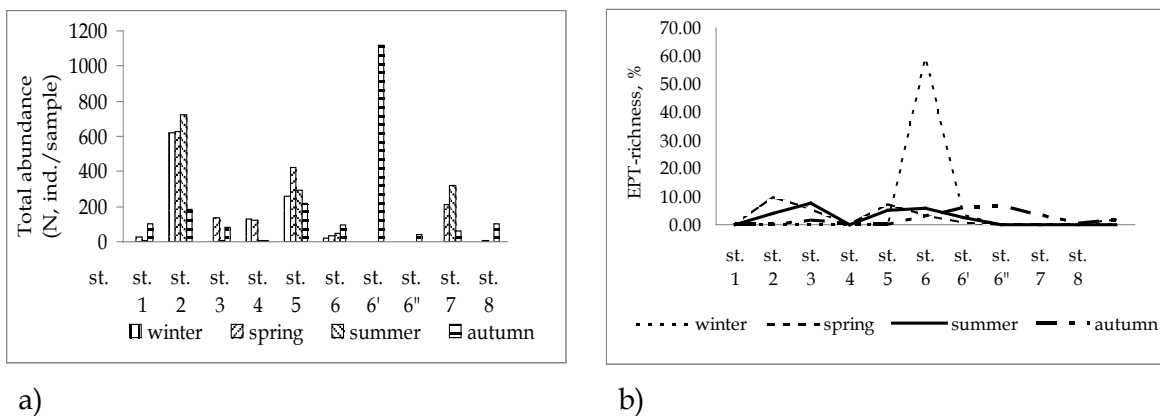 Total abundance
(N, ind./sample)
1200
1000
800
600
400
200
0
st. st. st. st. st. st. st. st. st. st. st.
1 2 3 4 5 6 6' 6" 7 8
winter spring summer autumn
a)
EPT-richness, %
70.00
60.00
50.00
40.00
30.00
20.00
10.00
0.00
st. st. st. st. st. st. st. st. st. st.
1 2 3 4 5 6 6' 6" 7 8
winter spring summer autumn
b)